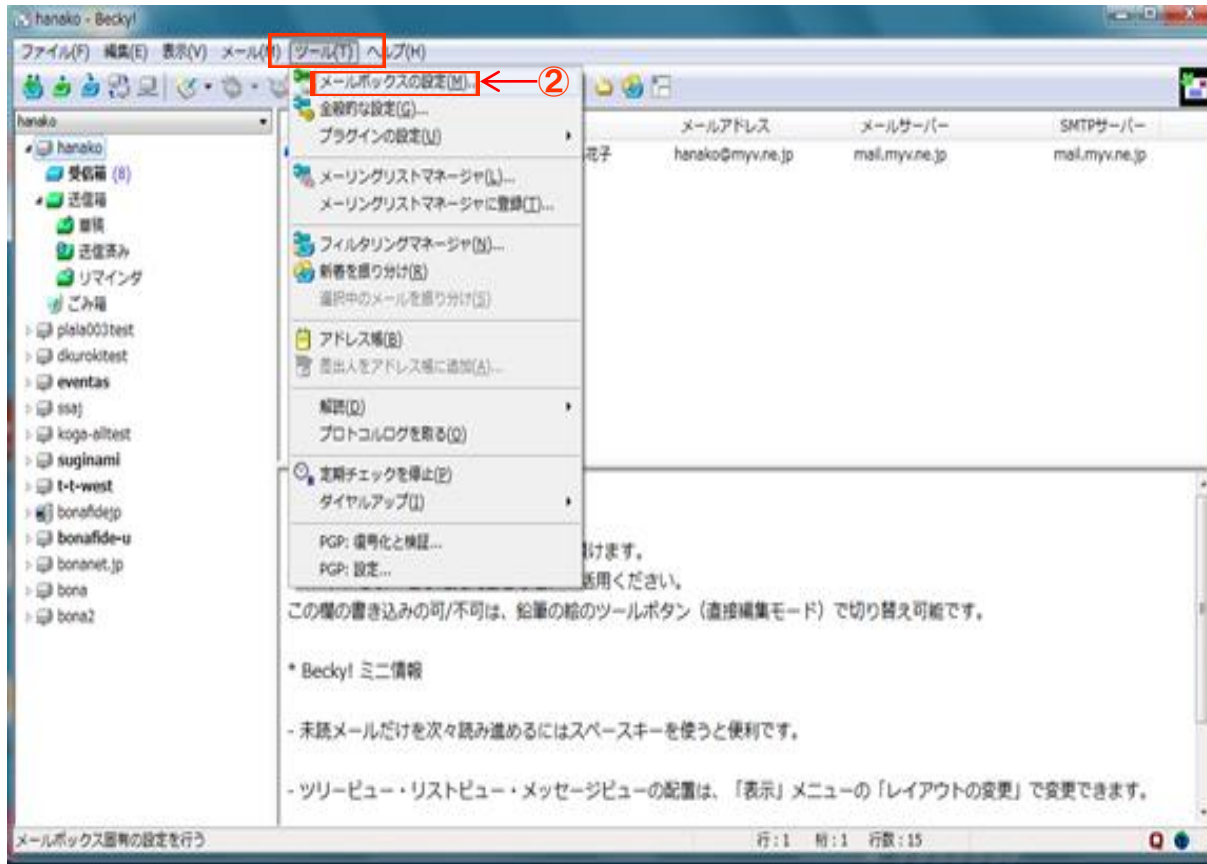 hanako - Becky!
ファイル(F) 編集(E) 表示(V) メール(M) ツール(T) ヘルプ(H)
メールボックスの設定(M)...
②
全般的な設定(G)...
プラグインの設定(U)
メーリングリストマネージャ(L)...
メーリングリストマネージャに登録(T)...
フィルタリングマネージャ(N)...
新着を振り分け(R)
選択中のメールを振り分け(S)
アドレス帳(B)
差出人をアドレス帳に追加(A)...
解読(D)
プロトコルログを取る(O)
定期チェックを停止(P)
ダイヤルアップ(I)
PGP: 復号化と検証...
PGP: 設定...
hanako
hanako
受信箱 (8)
送信箱
草稿
送信済み
リマインダ
ごみ箱
plala003test
dkurokitest
eventas
ssaj
koga-alltest
suginami
t-t-west
bonafidejp
bonafide-u
bonanet.jp
bona
bona2
メールアドレス メールサーバー SMTPサーバー
花子 hanako@myv.ne.jp mail.myv.ne.jp mail.myv.ne.jp
けます。
活用ください。
この欄の書き込みの可/不可は、鉛筆の絵のツールボタン（直接編集モード）で切り替え可能です。
* Becky! ミニ情報
- 未読メールだけを次々読み進めるにはスペースキーを使うと便利です。
- ツリービュー・リストビュー・メッセージビューの配置は、「表示」メニューの「レイアウトの変更」で変更できます。
メールボックス固有の設定を行う
行:1 桁:1 行数:15